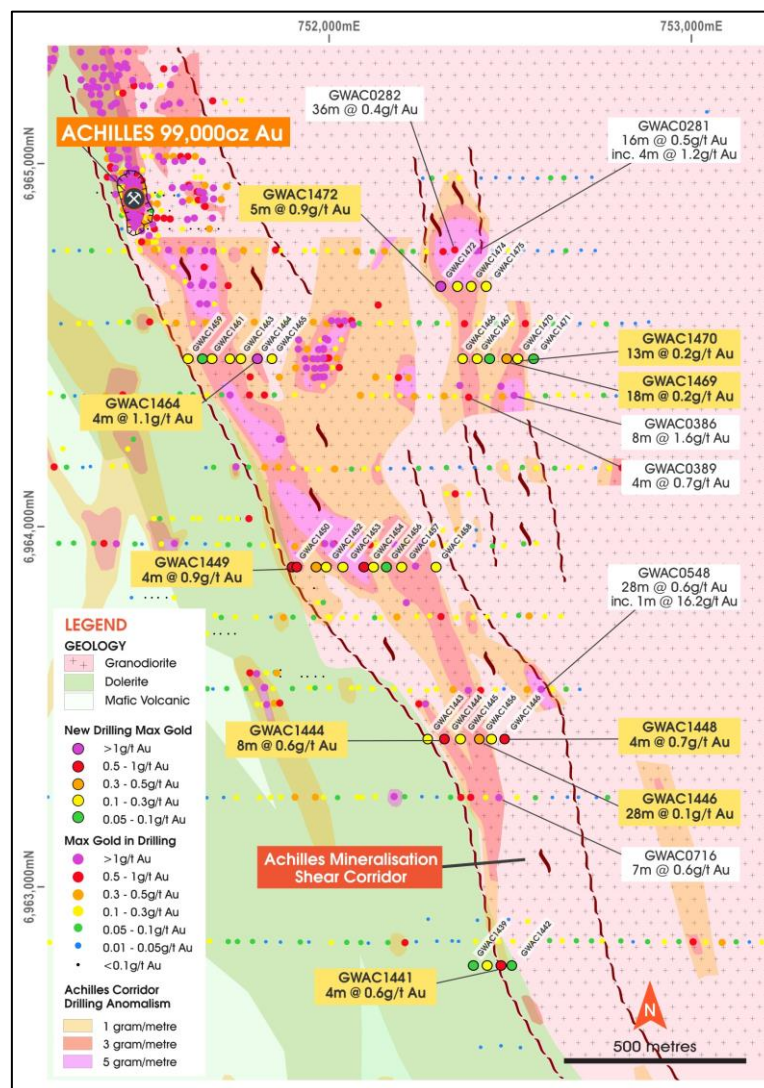 752,000mE
753,000mE
6,965,000mN
6,964,000mN
6,963,000mN
ACHILLES 99,000oz Au
GWAC0282
36m @ 0.4g/t Au
GWAC0281
16m @ 0.5g/t Au
inc. 4m @ 1.2g/t Au
GWAC1472
5m @ 0.9g/t Au
GWAC1472
GWAC1474
GWAC1475
GWAC1459
GWAC1461
GWAC1463
GWAC1464
GWAC1465
GWAC1466
GWAC1467
GWAC1470
GWAC1471
GWAC1470
13m @ 0.2g/t Au
GWAC1469
18m @ 0.2g/t Au
GWAC1464
4m @ 1.1g/t Au
GWAC0386
8m @ 1.6g/t Au
GWAC0389
4m @ 0.7g/t Au
GWAC1450
GWAC1452
GWAC1453
GWAC1454
GWAC1456
GWAC1457
GWAC1458
GWAC1449
4m @ 0.9g/t Au
GWAC0548
28m @ 0.6g/t Au
inc. 1m @ 16.2g/t Au
GWAC1443
GWAC1444
GWAC1445
GWAC1456
GWAC1446
GWAC1444
8m @ 0.6g/t Au
GWAC1448
4m @ 0.7g/t Au
GWAC1446
28m @ 0.1g/t Au
GWAC0716
7m @ 0.6g/t Au
Achilles Mineralisation
Shear Corridor
GWAC1439
GWAC1442
GWAC1441
4m @ 0.6g/t Au
LEGEND
GEOLOGY
Granodiorite
Dolerite
Mafic Volcanic
New Drilling Max Gold
>1g/t Au
0.5 - 1g/t Au
0.3 - 0.5g/t Au
0.1 - 0.3g/t Au
0.05 - 0.1g/t Au
Max Gold in Drilling
>1g/t Au
0.5 - 1g/t Au
0.3 - 0.5g/t Au
0.1 - 0.3g/t Au
0.05 - 0.1g/t Au
0.01 - 0.05g/t Au
<0.1g/t Au
Achilles Corridor
Drilling Anomalism
1 gram/metre
3 gram/metre
5 gram/metre
N
500 metres